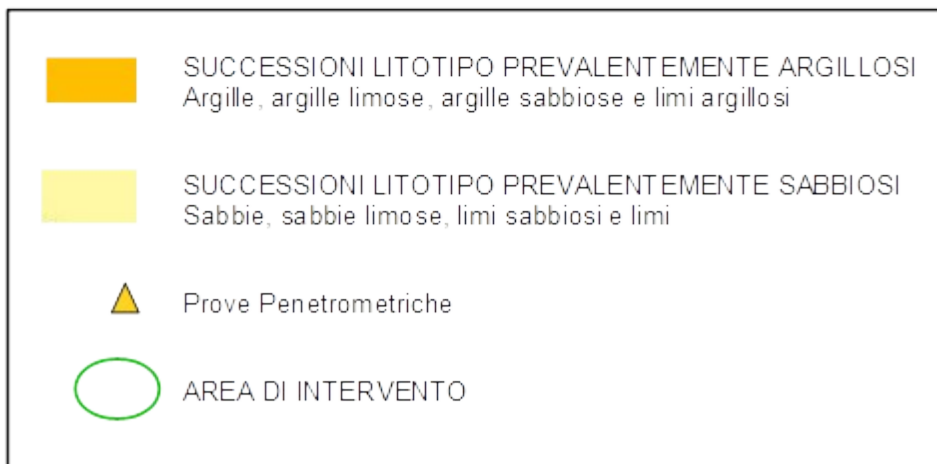 SUCCESSIONI LITOTIPO PREVALENTEMENTE ARGILLOSI
Argille, argille limose, argille sabbiose e limi argillosi
SUCCESSIONI LITOTIPO PREVALENTEMENTE SABBIOSI
Sabbie, sabbie limose, limi sabbiosi e limi
Prove Penetrometriche
AREA DI INTERVENTO